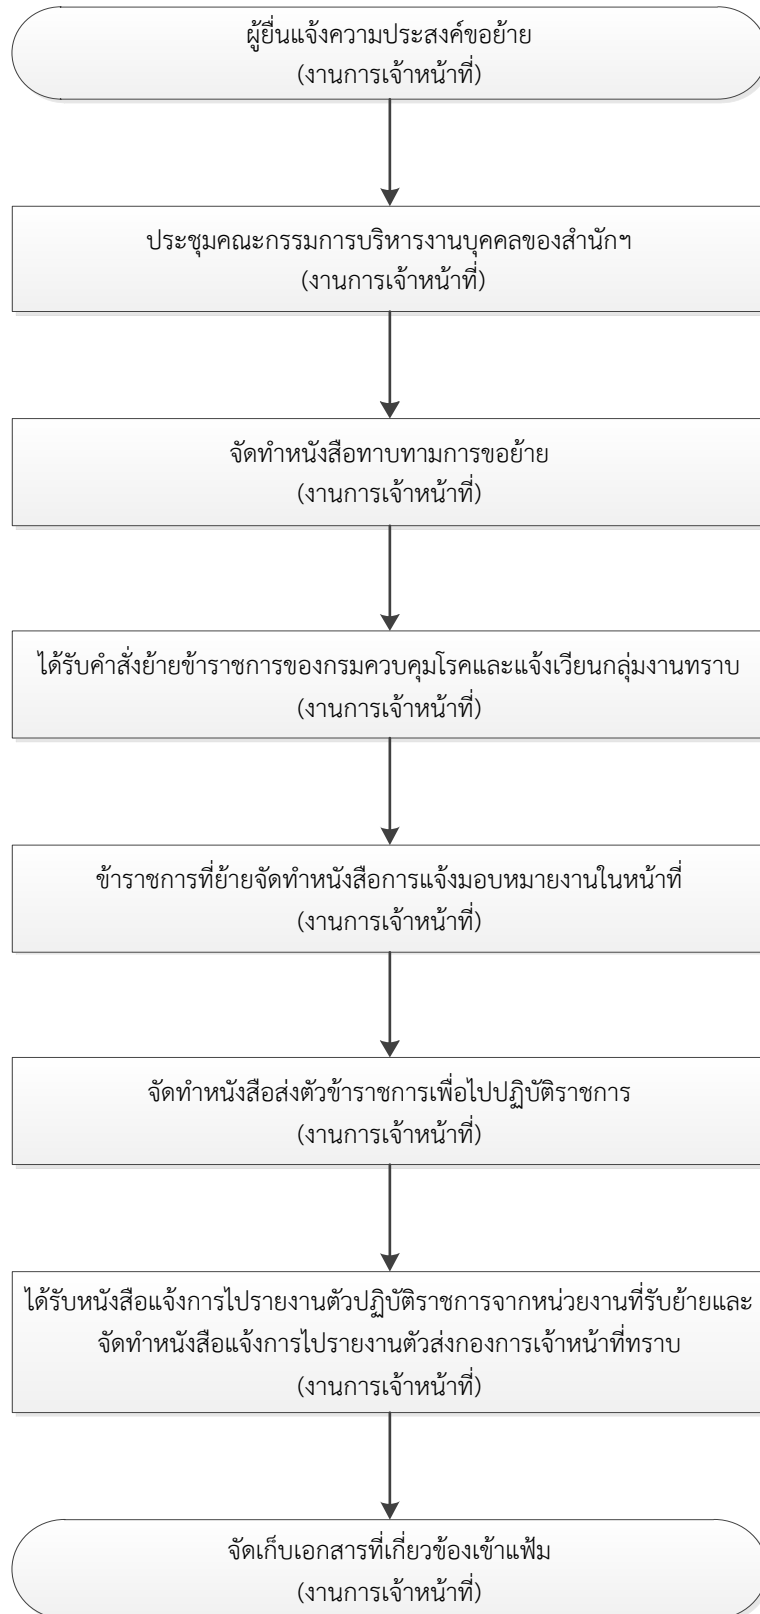 ผู้ยื่นแจ้งความประสงค์ขอย้าย
(งานการเจ้าหน้าที่)
ประชุมคณะกรรมการบริหารงานบุคคลของสำนักฯ
(งานการเจ้าหน้าที่)
จัดทำหนังสือทาบทามการขอย้าย
(งานการเจ้าหน้าที่)
ได้รับคำสั่งย้ายข้าราชการของกรมควบคุมโรคและแจ้งเวียนกลุ่มงานทราบ
(งานการเจ้าหน้าที่)
ข้าราชการที่ย้ายจัดทำหนังสือการแจ้งมอบหมายงานในหน้าที่
(งานการเจ้าหน้าที่)
จัดทำหนังสือส่งตัวข้าราชการเพื่อไปปฏิบัติราชการ
(งานการเจ้าหน้าที่)
ได้รับหนังสือแจ้งการไปรายงานตัวปฏิบัติราชการจากหน่วยงานที่รับย้ายและ
จัดทำหนังสือแจ้งการไปรายงานตัวส่งกองการเจ้าหน้าที่ทราบ
(งานการเจ้าหน้าที่)
จัดเก็บเอกสารที่เกี่ยวข้องเข้าแฟ้ม
(งานการเจ้าหน้าที่)